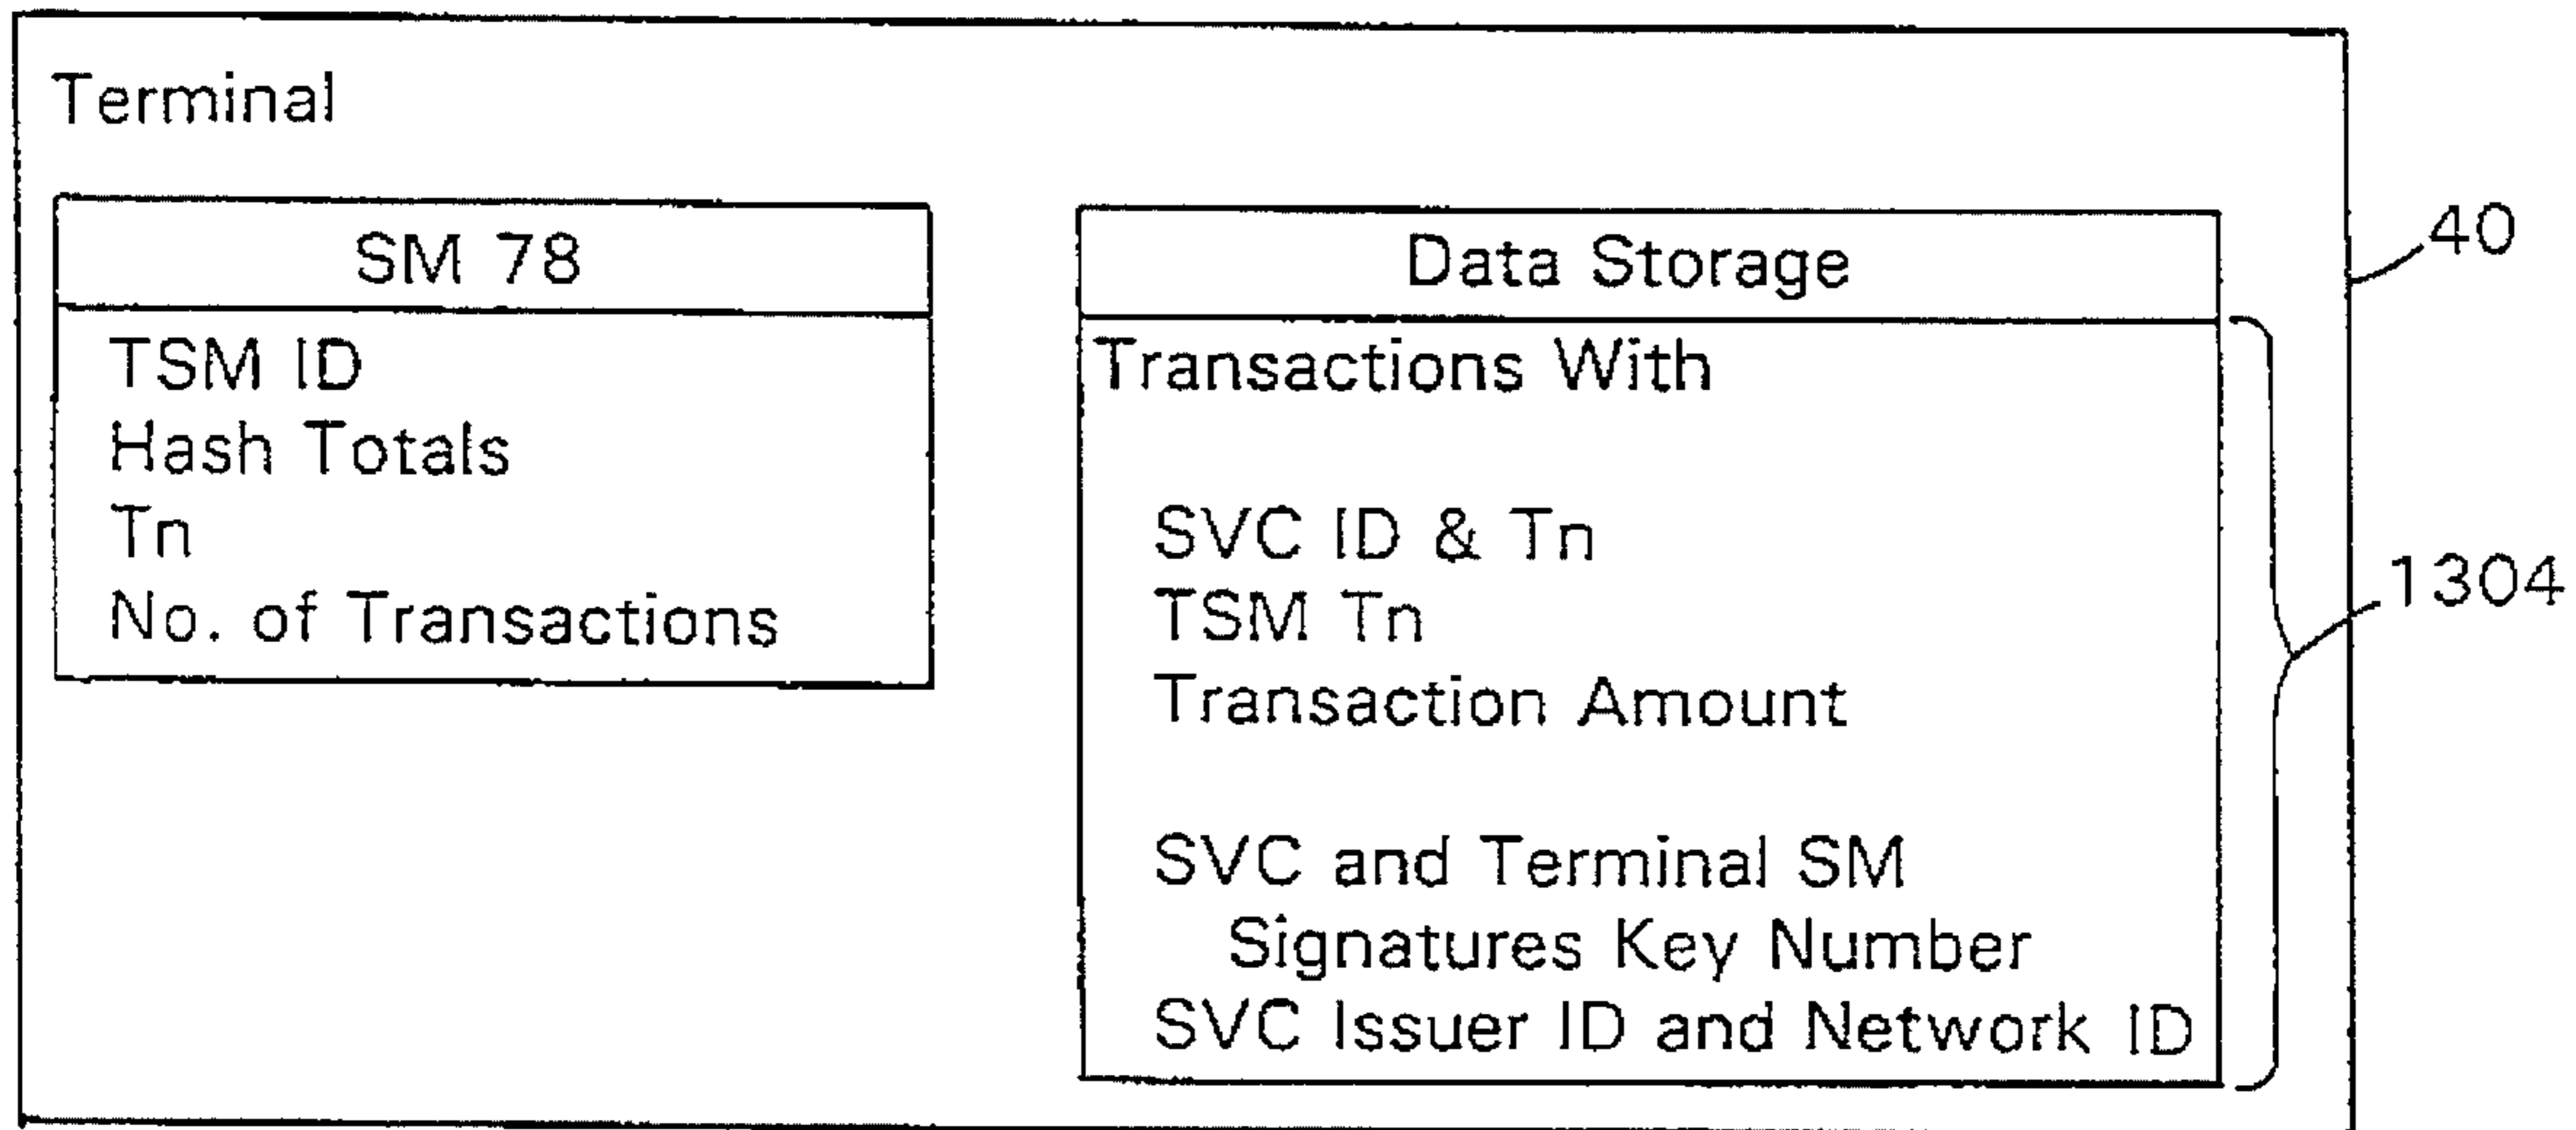 Terminal
SM 78
TSM ID
Hash Totals
Tn
No. of Transactions
Data Storage
Transactions With
SVC ID & Tn
TSM Tn
Transaction Amount
SVC and Terminal SM
Signatures Key Number
SVC Issuer ID and Network ID
40
1304